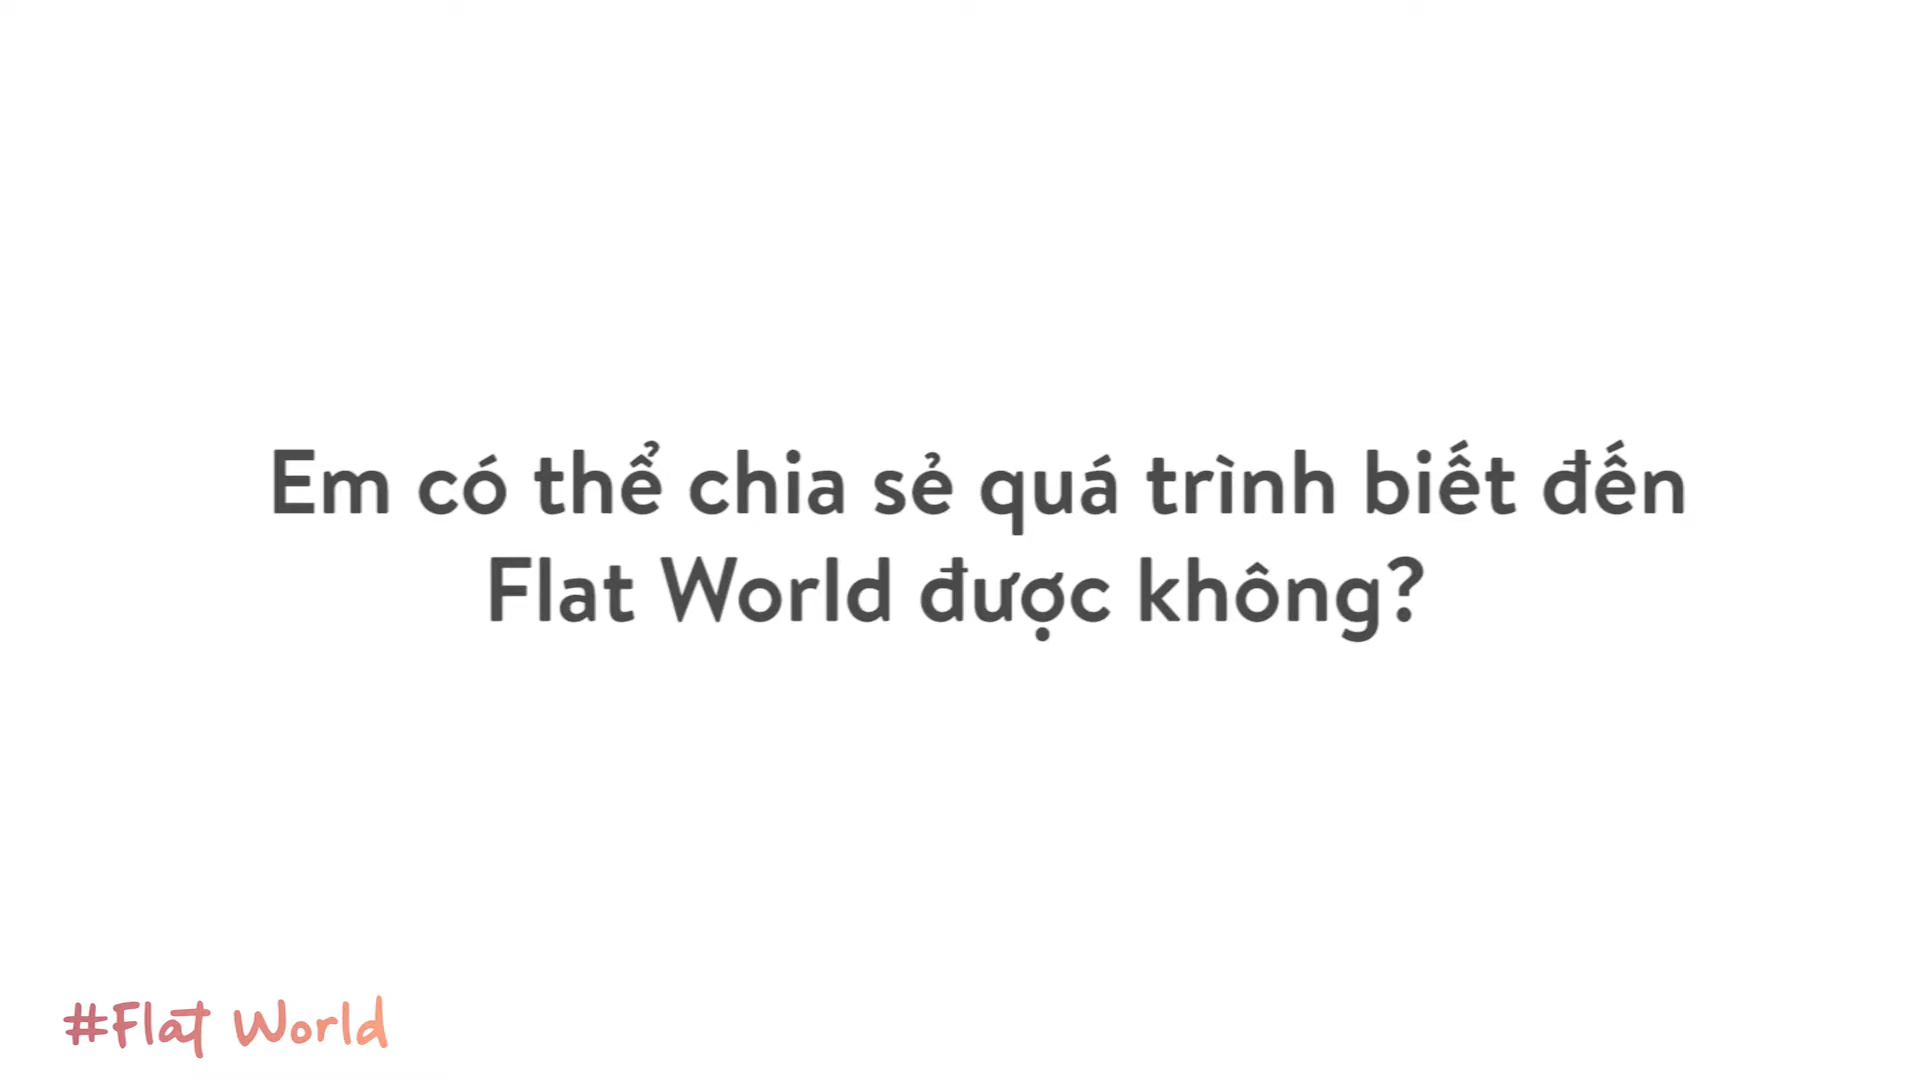 Em có thể chia sẻ quá trình biết đến
Flat World được không?
#Flat World